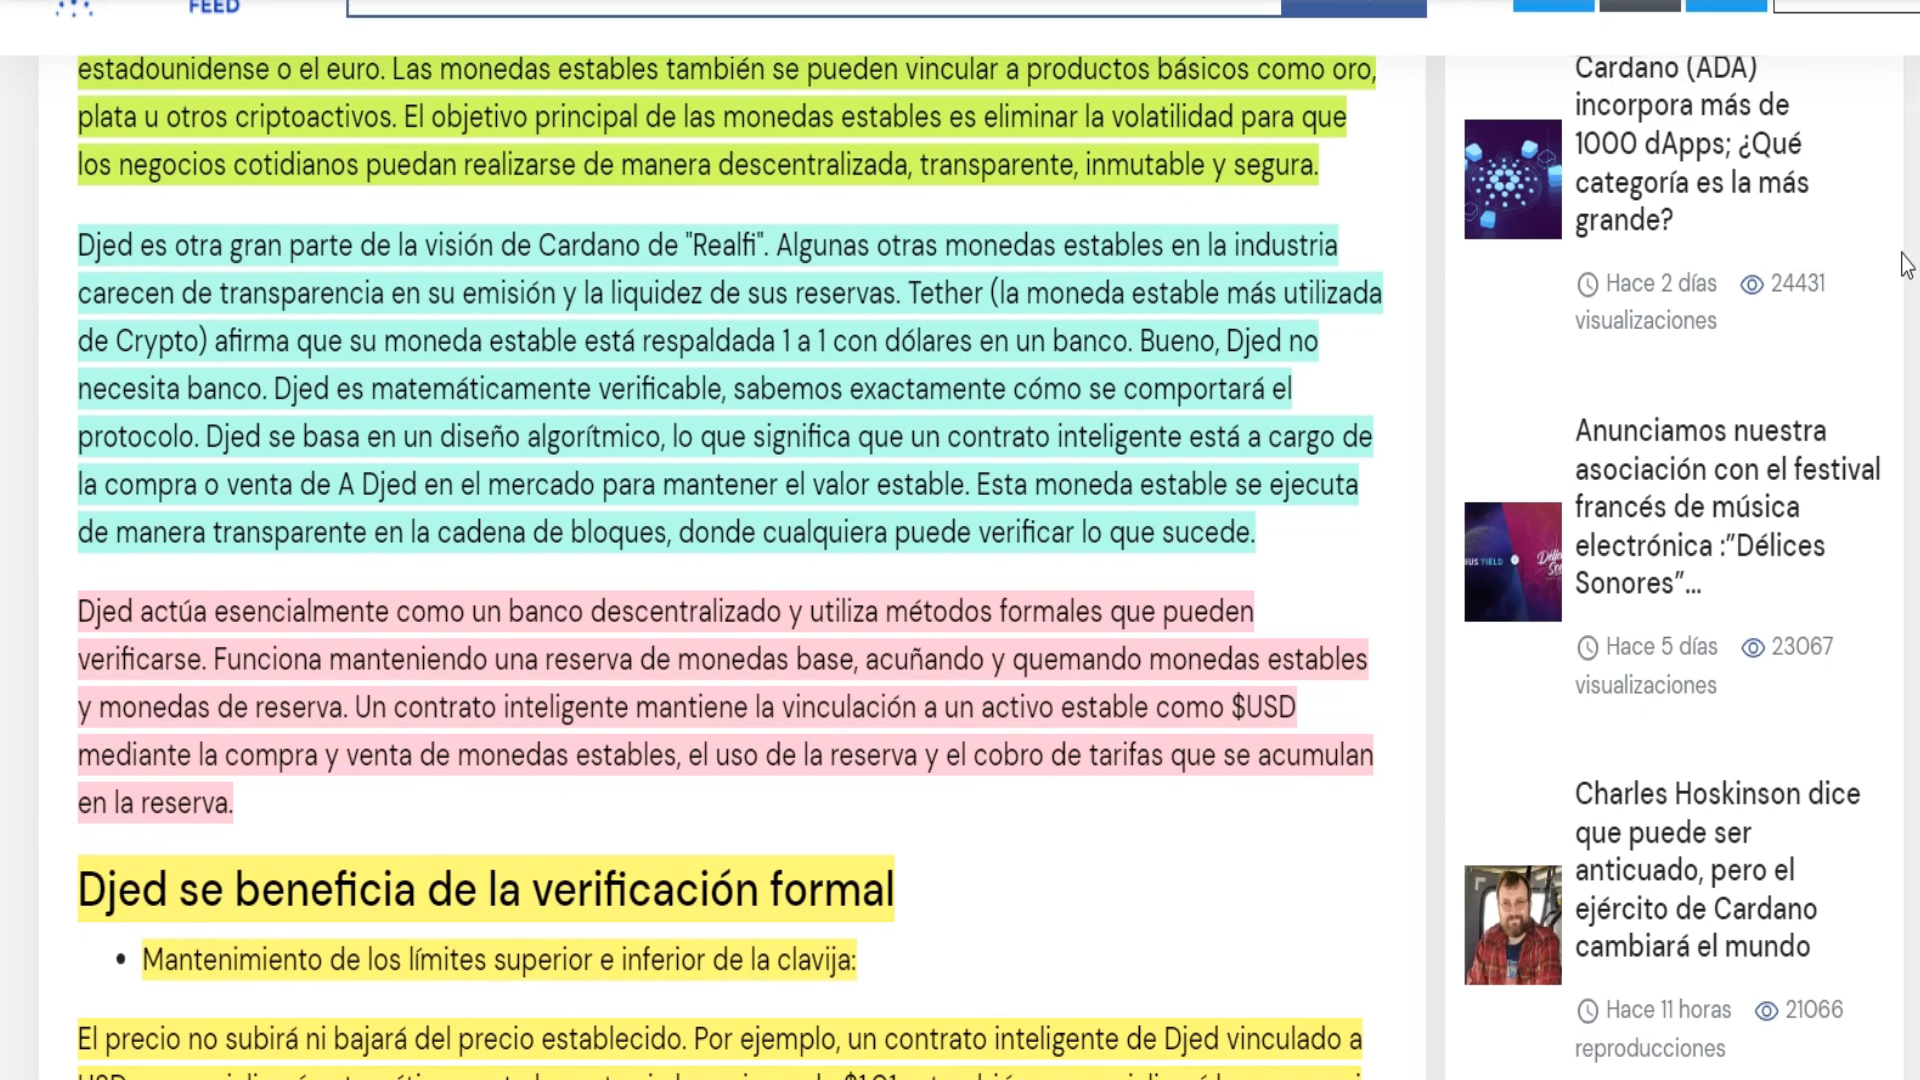 FEED
estadounidense o el euro. Las monedas estables también se pueden vincular a productos básicos como oro,
plata u otros criptoactivos. El objetivo principal de las monedas estables es eliminar la volatilidad para que
los negocios cotidianos puedan realizarse de manera descentralizada, transparente, inmutable y segura.
Djed es otra gran parte de la visión de Cardano de "Realfi". Algunas otras monedas estables en la industria
carecen de transparencia en su emisión y la liquidez de sus reservas. Tether (la moneda estable más utilizada
de Crypto) afirma que su moneda estable está respaldada 1 a 1 con dólares en un banco. Bueno, Djed no
necesita banco. Djed es matemáticamente verificable, sabemos exactamente cómo se comportará el
protocolo. Djed se basa en un diseño algorítmico, lo que significa que un contrato inteligente está a cargo de
la compra o venta de A Djed en el mercado para mantener el valor estable. Esta moneda estable se ejecuta
de manera transparente en la cadena de bloques, donde cualquiera puede verificar lo que sucede.
Djed actúa esencialmente como un banco descentralizado y utiliza métodos formales que pueden
verificarse. Funciona manteniendo una reserva de monedas base, acuñando y quemando monedas estables
y monedas de reserva. Un contrato inteligente mantiene la vinculación a un activo estable como $USD
mediante la compra y venta de monedas estables, el uso de la reserva y el cobro de tarifas que se acumulan
en la reserva.
Djed se beneficia de la verificación formal
• Mantenimiento de los límites superior e inferior de la clavija:
El precio no subirá ni bajará del precio establecido. Por ejemplo, un contrato inteligente de Djed vinculado a
Cardano (ADA)
incorpora más de
1000 dApps; ¿Qué
categoría es la más
grande?
Hace 2 días 24431
visualizaciones
Anunciamos nuestra
asociación con el festival
francés de música
electrónica :”Délices
Sonores”...
Hace 5 días 23067
visualizaciones
Charles Hoskinson dice
que puede ser
anticuado, pero el
ejército de Cardano
cambiará el mundo
Hace 11 horas 21066
reproducciones